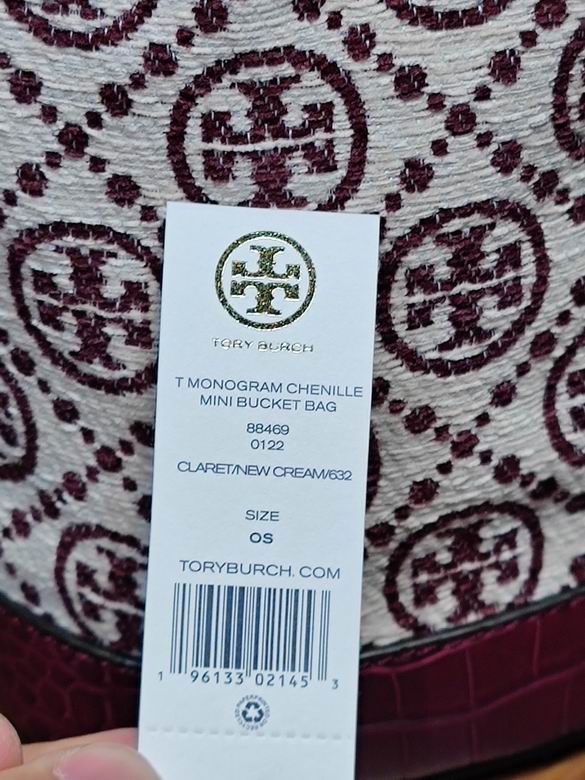 TORY BURCH
T MONOGRAM CHENILLE
MINI BUCKET BAG
88469
0122
CLARET/NEW CREAM/632
SIZE
OS
TORYBURCH.COM
1 96133 02145 3